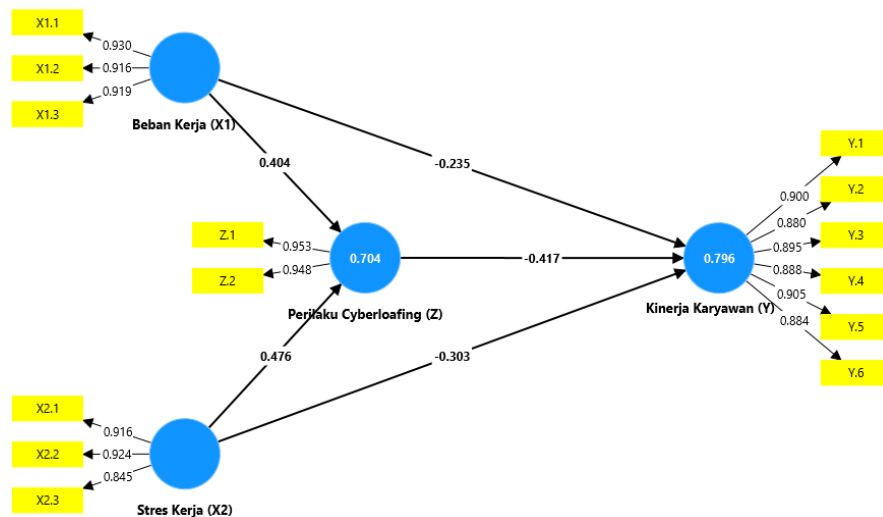 X1.1
0.930
X1.2
0.916
X1.3
0.919
Beban Kerja (X1)
0.404
-0.235
Z.1
0.953
Z.2
0.948
0.704
Perilaku Cyberloafing (Z)
-0.417
0.796
Kinerja Karyawan (Y)
Y.1
0.900
Y.2
0.880
Y.3
0.895
Y.4
0.888
Y.5
0.905
Y.6
0.884
0.476
-0.303
X2.1
0.916
X2.2
0.924
X2.3
0.845
Stres Kerja (X2)